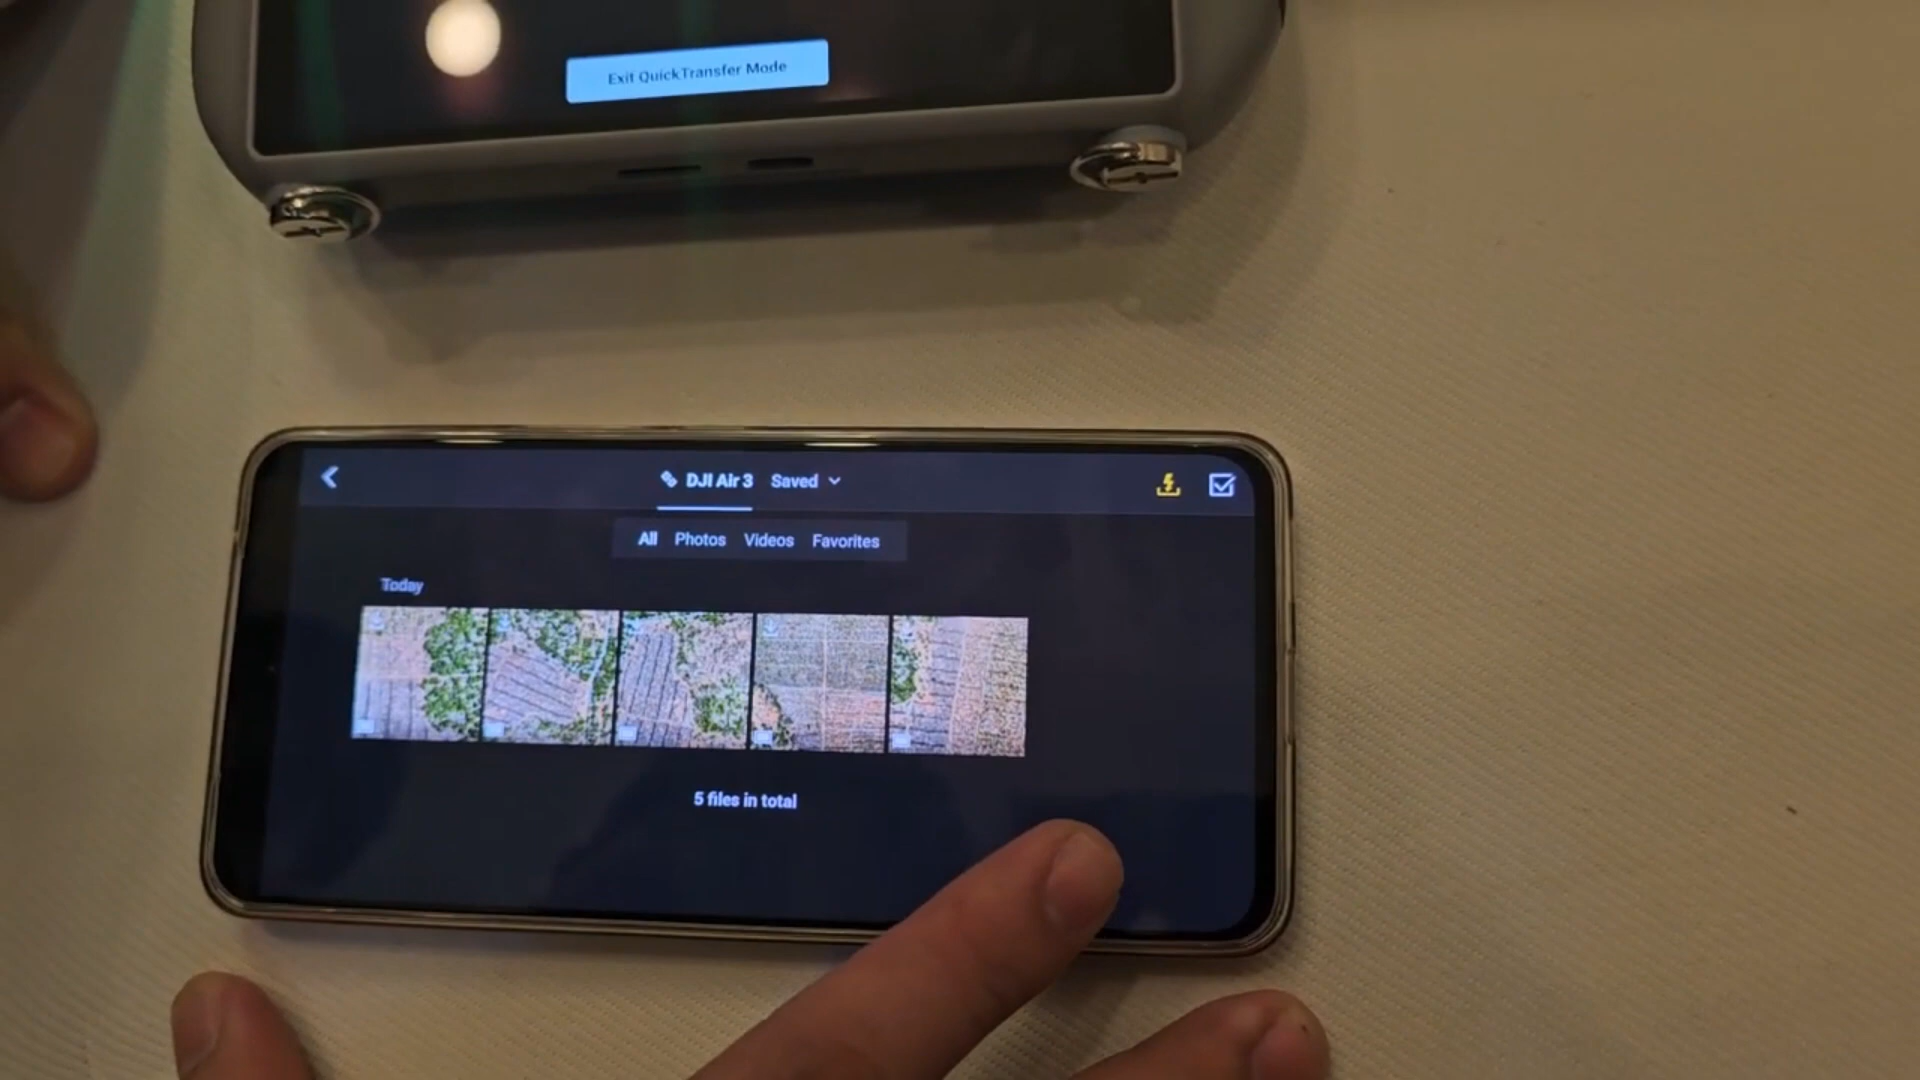 Exit QuickTransfer Mode
DJI Air 3 Saved
All Photos Videos Favorites
Today
5 files in total